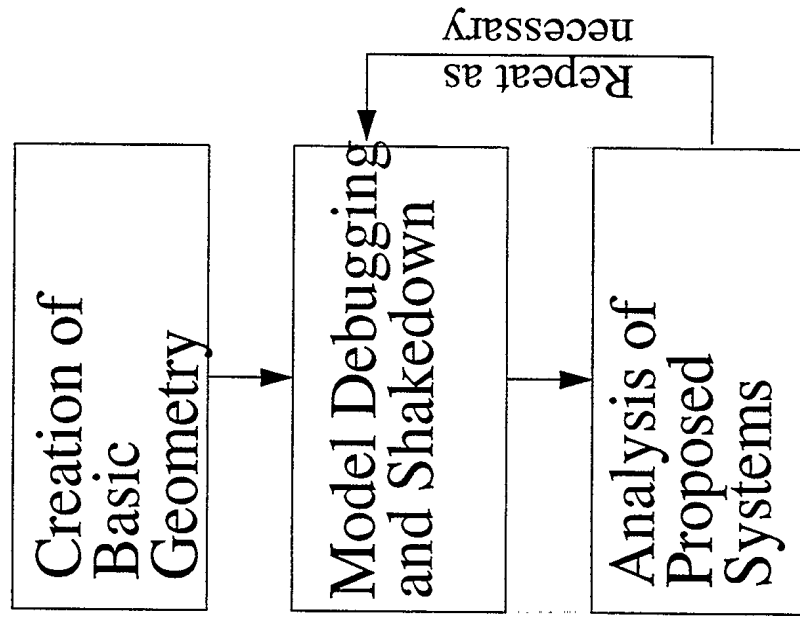 Creation of
Basic
Geometry
Model Debugging
and Shakedown
Analysis of
Proposed
Systems
Repeat as
necessary